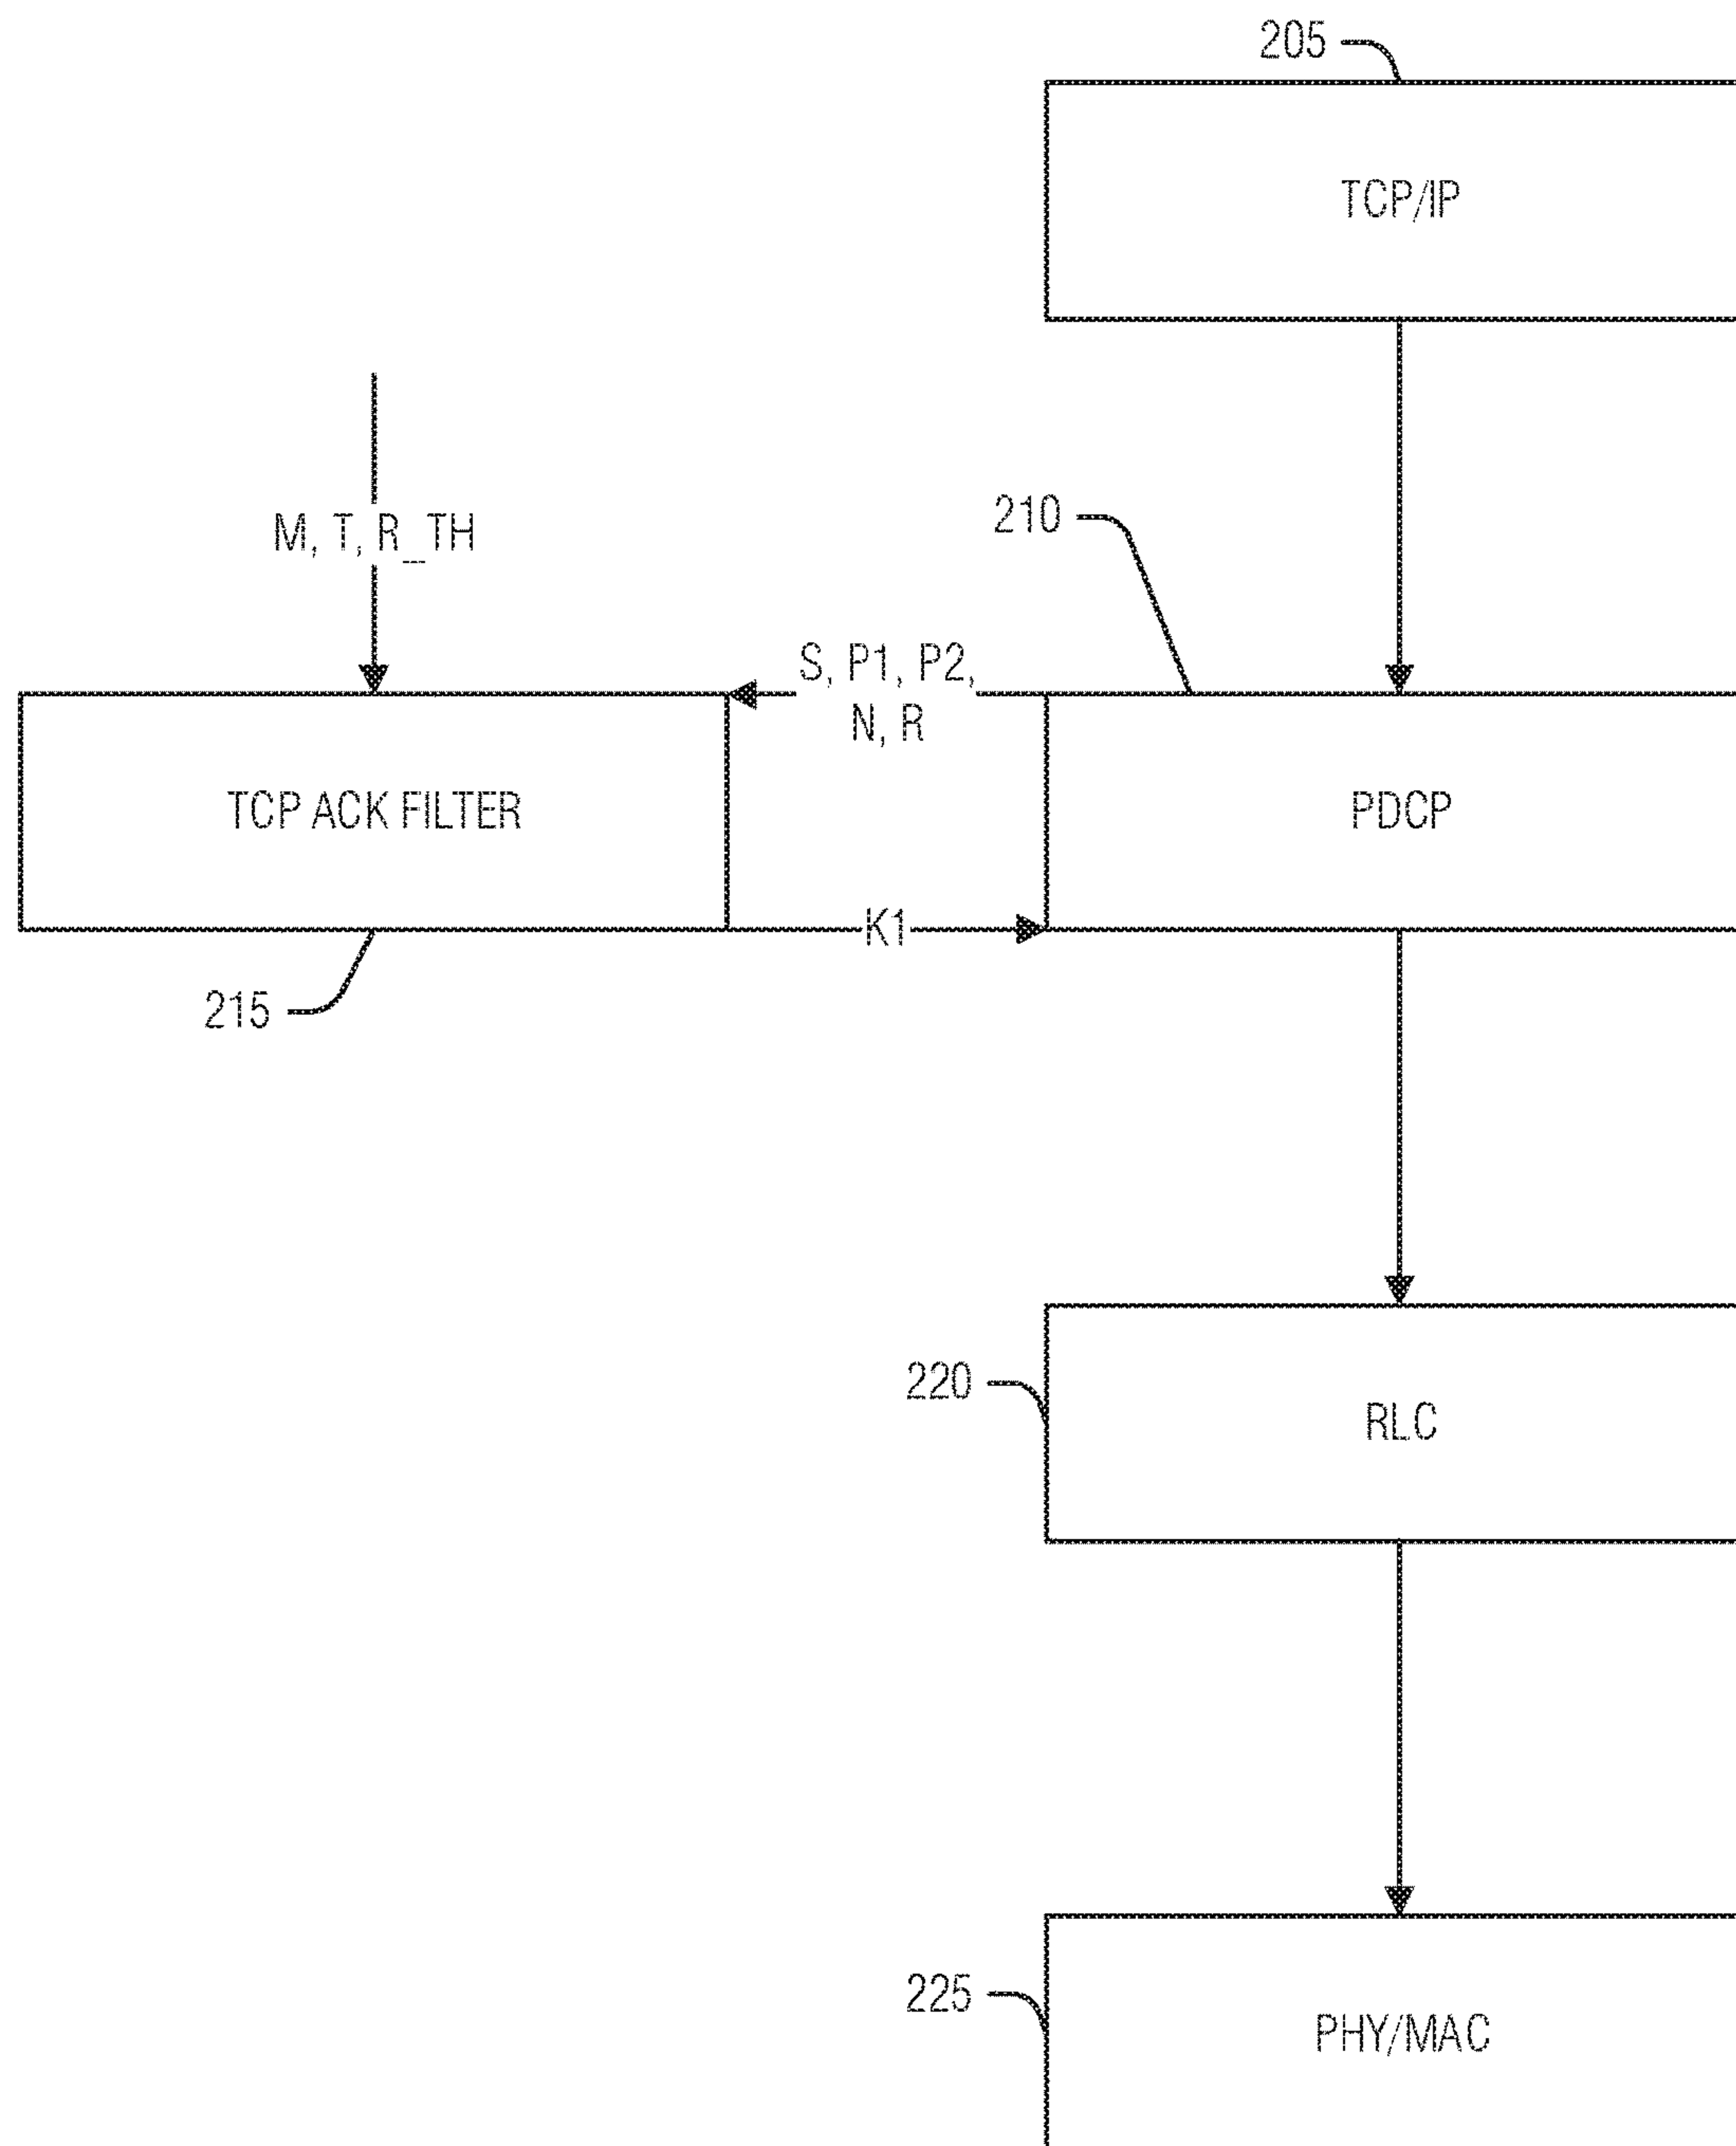 205
TCP/IP
M, T, R_TH
210
S, P1, P2,
N, R
TCP ACK FILTER
PDCP
K1
215
220
RLC
225
PHY/MAC